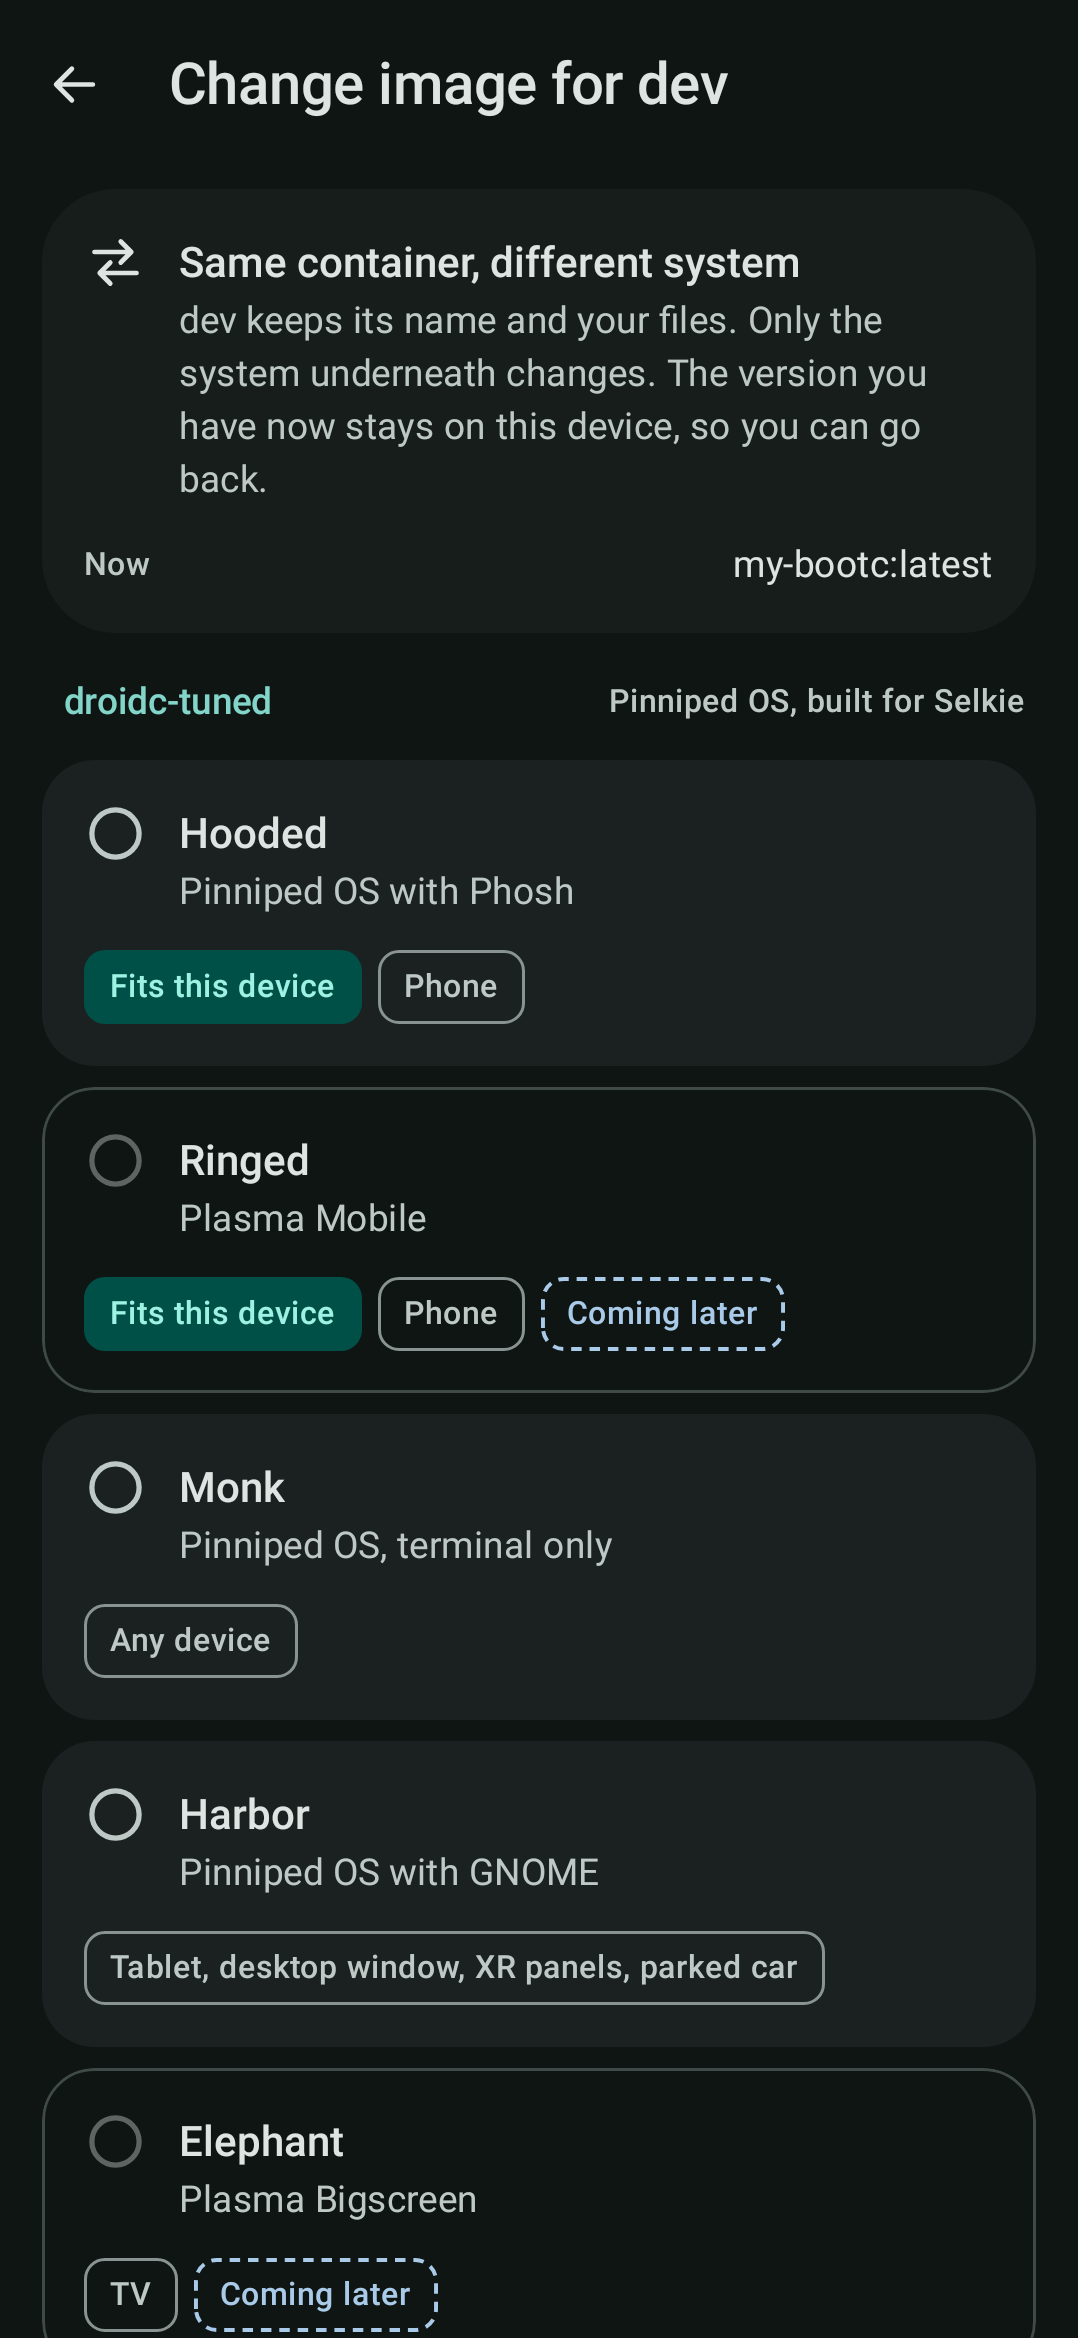 Change image for dev
Same container, different system
dev keeps its name and your files. Only the
system underneath changes. The version you
have now stays on this device, so you can go
back.
Now my-bootc:latest
droidc-tuned Pinniped OS, built for Selkie
Hooded
Pinniped OS with Phosh
Fits this device Phone
Ringed
Plasma Mobile
Fits this device Phone Coming later
Monk
Pinniped OS, terminal only
Any device
Harbor
Pinniped OS with GNOME
Tablet, desktop window, XR panels, parked car
Elephant
Plasma Bigscreen
TV Coming later